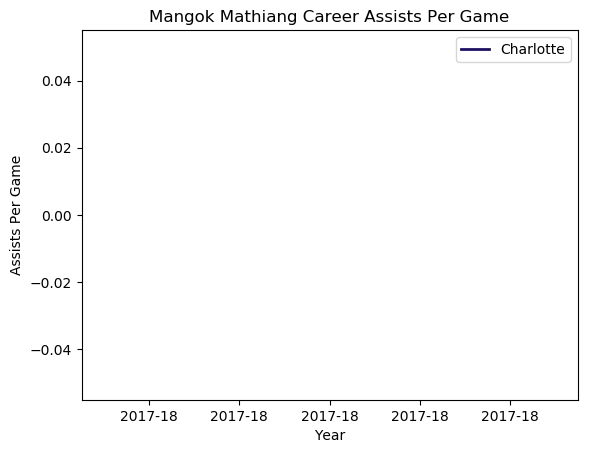 Mangok Mathiang Career Assists Per Game
Charlotte
0.04
0.02
0.00
−0.02
−0.04
Assists Per Game
2017-18 2017-18 2017-18 2017-18 2017-18
Year